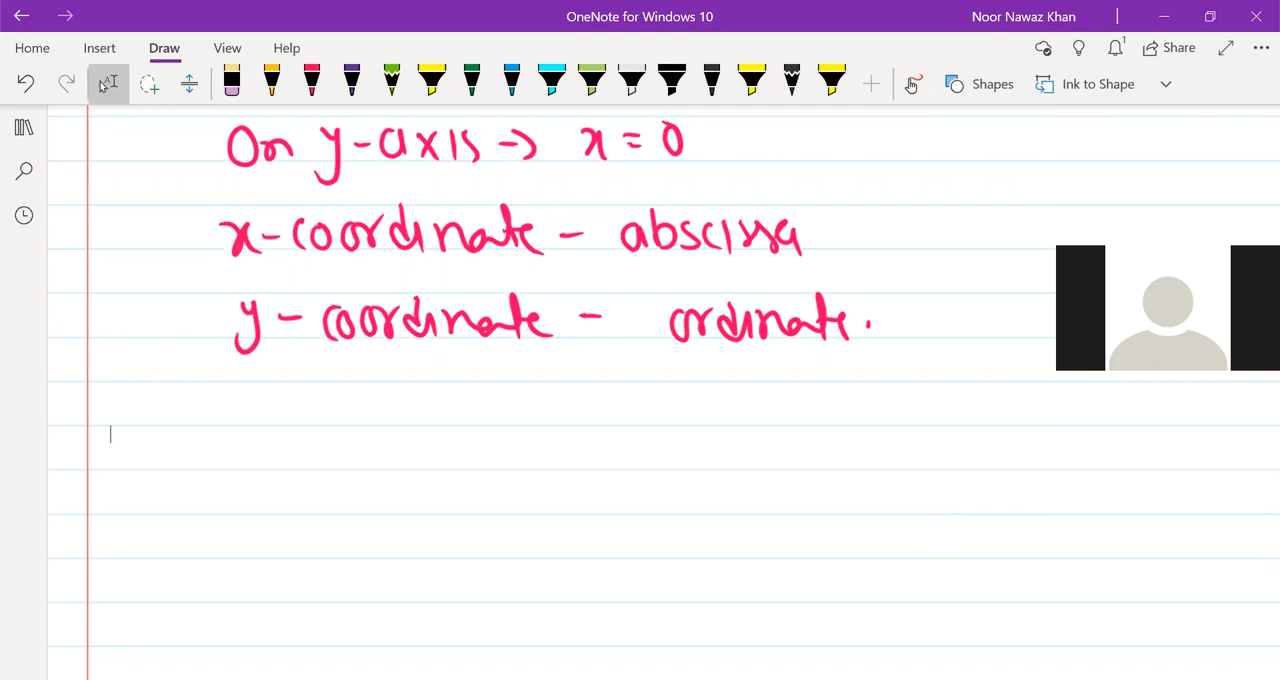 OneNote for Windows 10
Noor Nawaz Khan
Home Insert Draw View Help
1
Share
Shapes
Ink to Shape
On y-axis → x = 0
x-coordinate - abscissa
y-coordinate - ordinate.